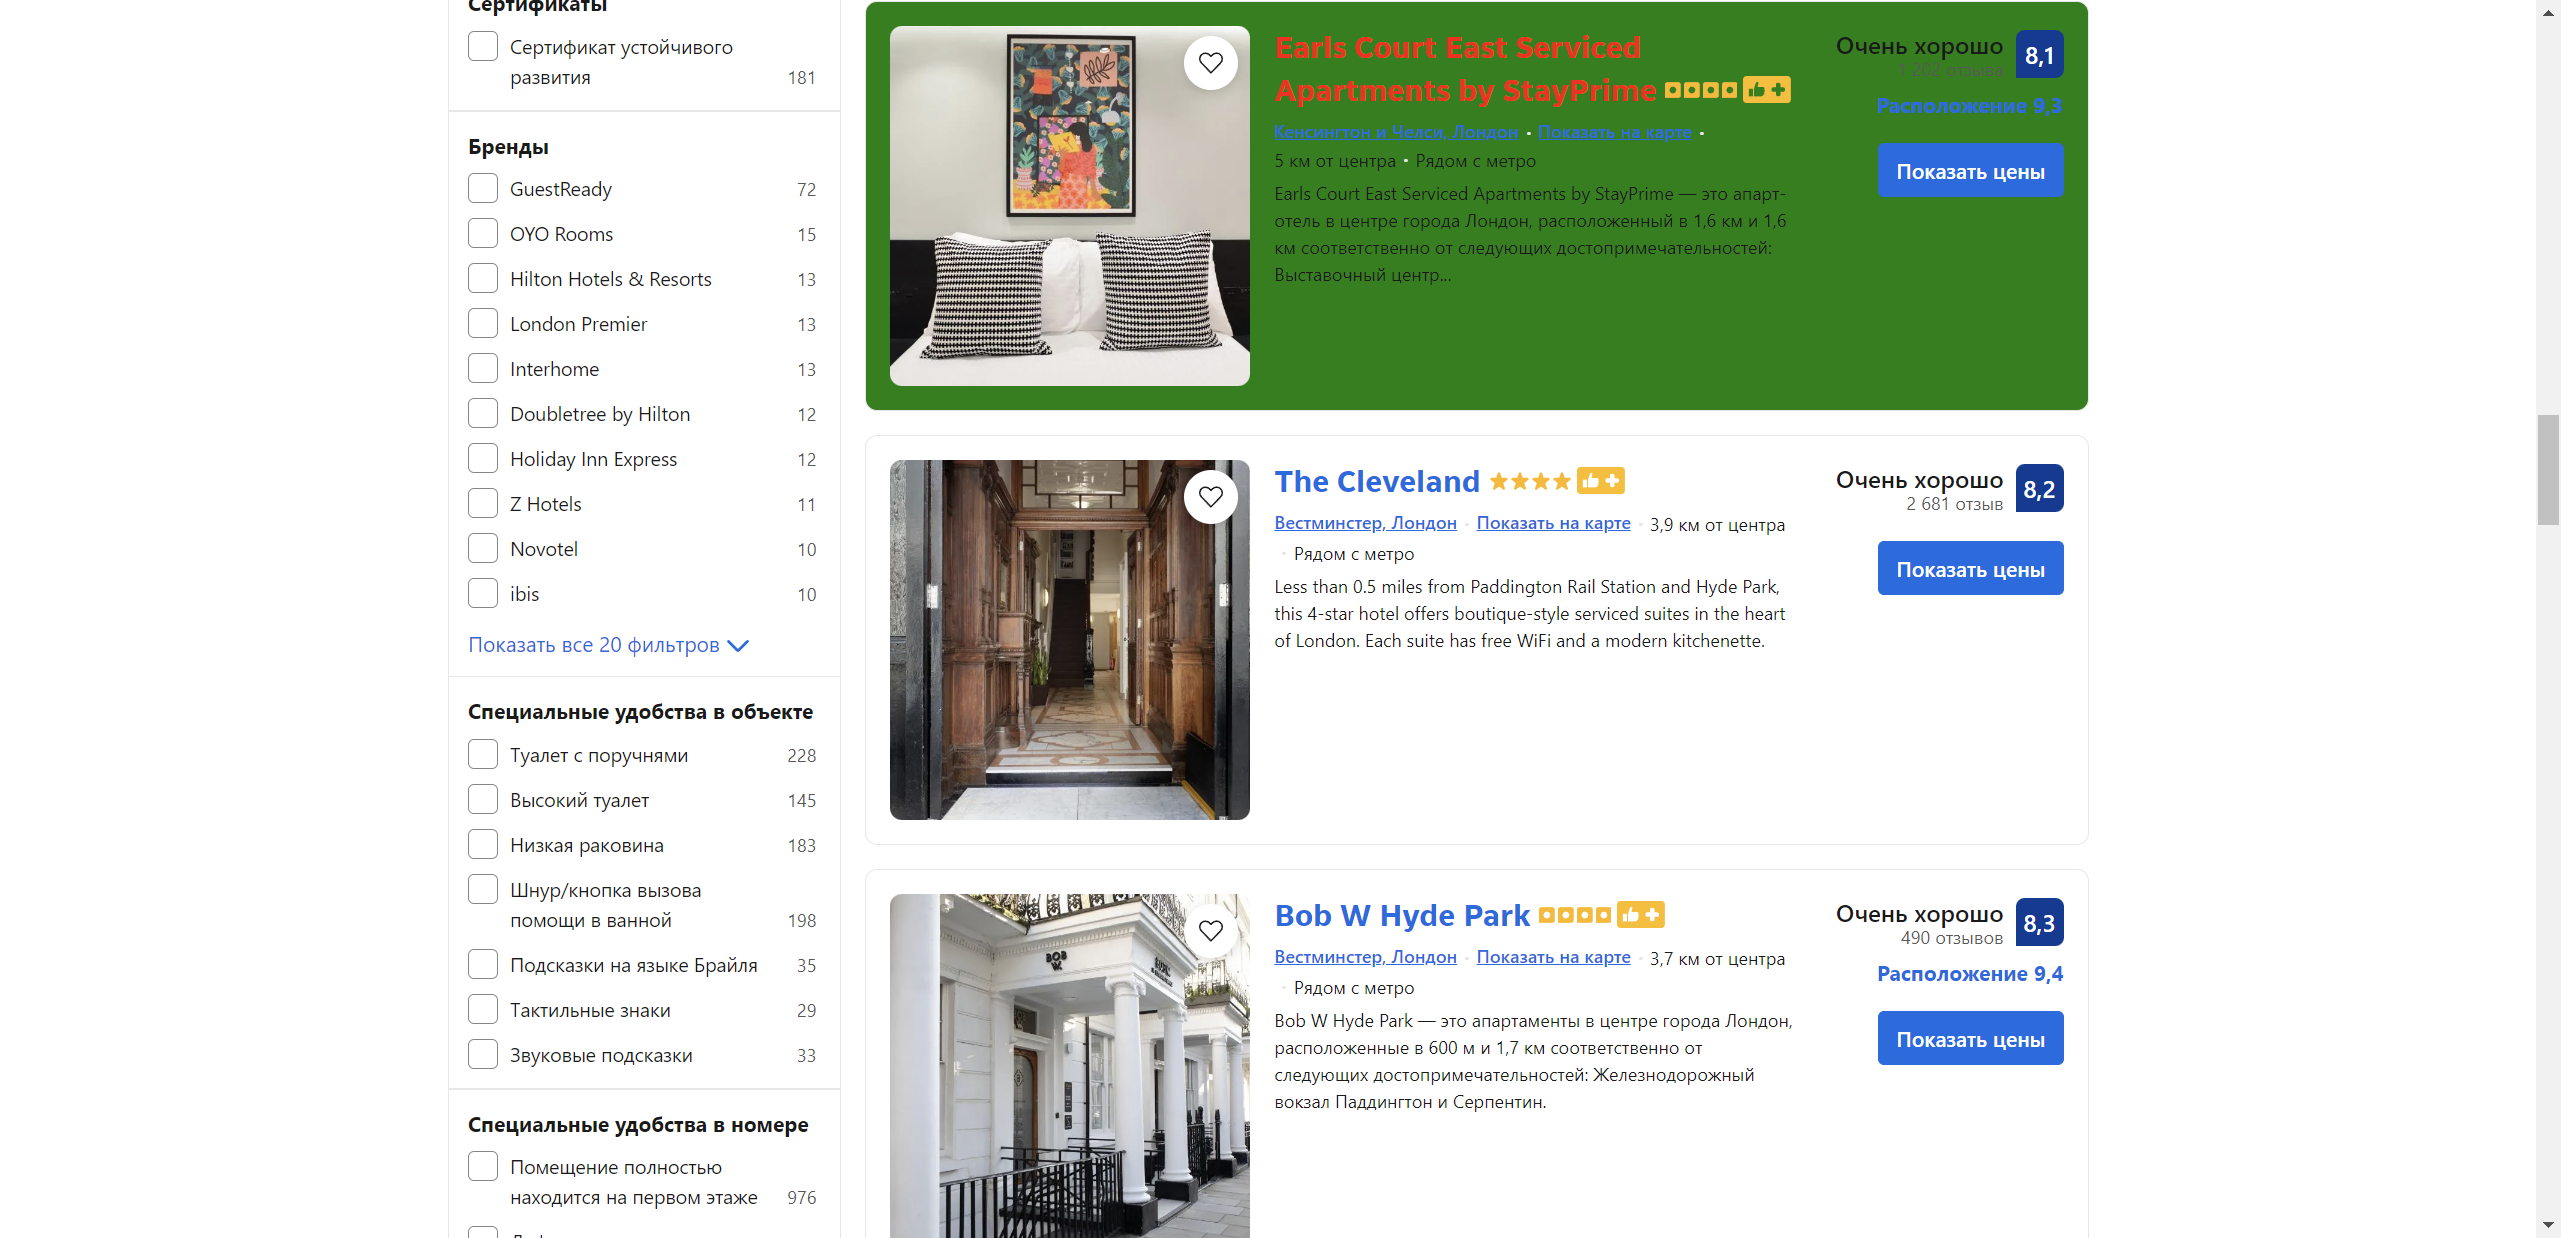 Сертификаты
Сертификат устойчивого
развития 181
Бренды
GuestReady 72
OYO Rooms 15
Hilton Hotels & Resorts 13
London Premier 13
Interhome 13
Doubletree by Hilton 12
Holiday Inn Express 12
Z Hotels 11
Novotel 10
ibis 10
Показать все 20 фильтров
Специальные удобства в объекте
Туалет с поручнями 228
Высокий туалет 145
Низкая раковина 183
Шнур/кнопка вызова
помощи в ванной 198
Подсказки на языке Брайля 35
Тактильные знаки 29
Звуковые подсказки 33
Специальные удобства в номере
Помещение полностью
находится на первом этаже 976
Earls Court East Serviced
Apartments by StayPrime
Кенсингтон и Челси, Лондон • Показать на карте •
5 км от центра • Рядом с метро
Earls Court East Serviced Apartments by StayPrime — это апарт-
отель в центре города Лондон, расположенный в 1,6 км и 1,6
км соответственно от следующих достопримечательностей:
Выставочный центр...
Очень хорошо 8,1
Расположение 9,3
Показать цены
The Cleveland
Вестминстер, Лондон • Показать на карте • 3,9 км от центра
• Рядом с метро
Less than 0.5 miles from Paddington Rail Station and Hyde Park,
this 4-star hotel offers boutique-style serviced suites in the heart
of London. Each suite has free WiFi and a modern kitchenette.
Очень хорошо 8,2
2 681 отзыв
Показать цены
BOB
W.
Bob W Hyde Park
Вестминстер, Лондон • Показать на карте • 3,7 км от центра
• Рядом с метро
Bob W Hyde Park — это апартаменты в центре города Лондон,
расположенные в 600 м и 1,7 км соответственно от
следующих достопримечательностей: Железнодорожный
вокзал Паддингтон и Серпентин.
Очень хорошо 8,3
490 отзывов
Расположение 9,4
Показать цены